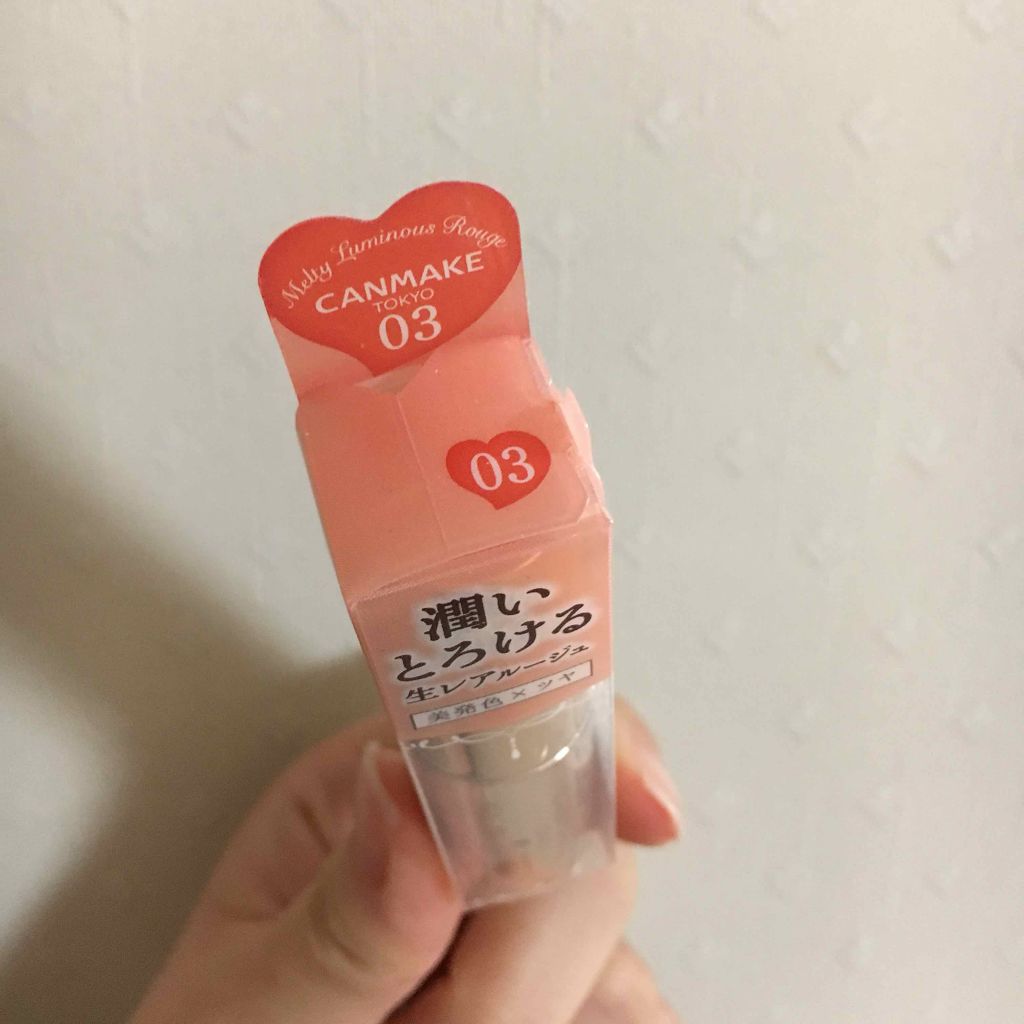 Melty Luminous Rouge
CANMAKE
TOKYO
03
03
潤い
とろける
生レアルージュ
美発色×ツヤ